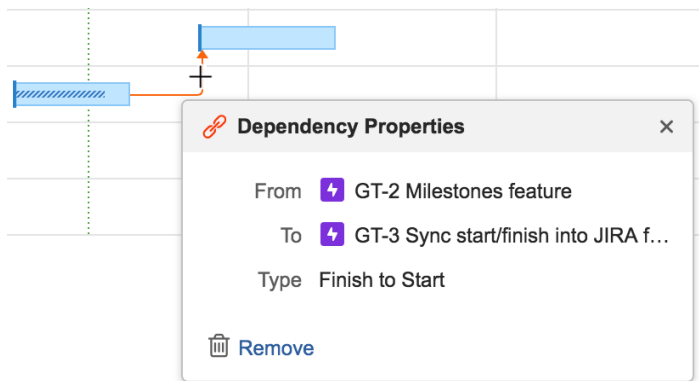 Dependency Properties
From GT-2 Milestones feature
To GT-3 Sync start/finish into JIRA f...
Type Finish to Start
Remove